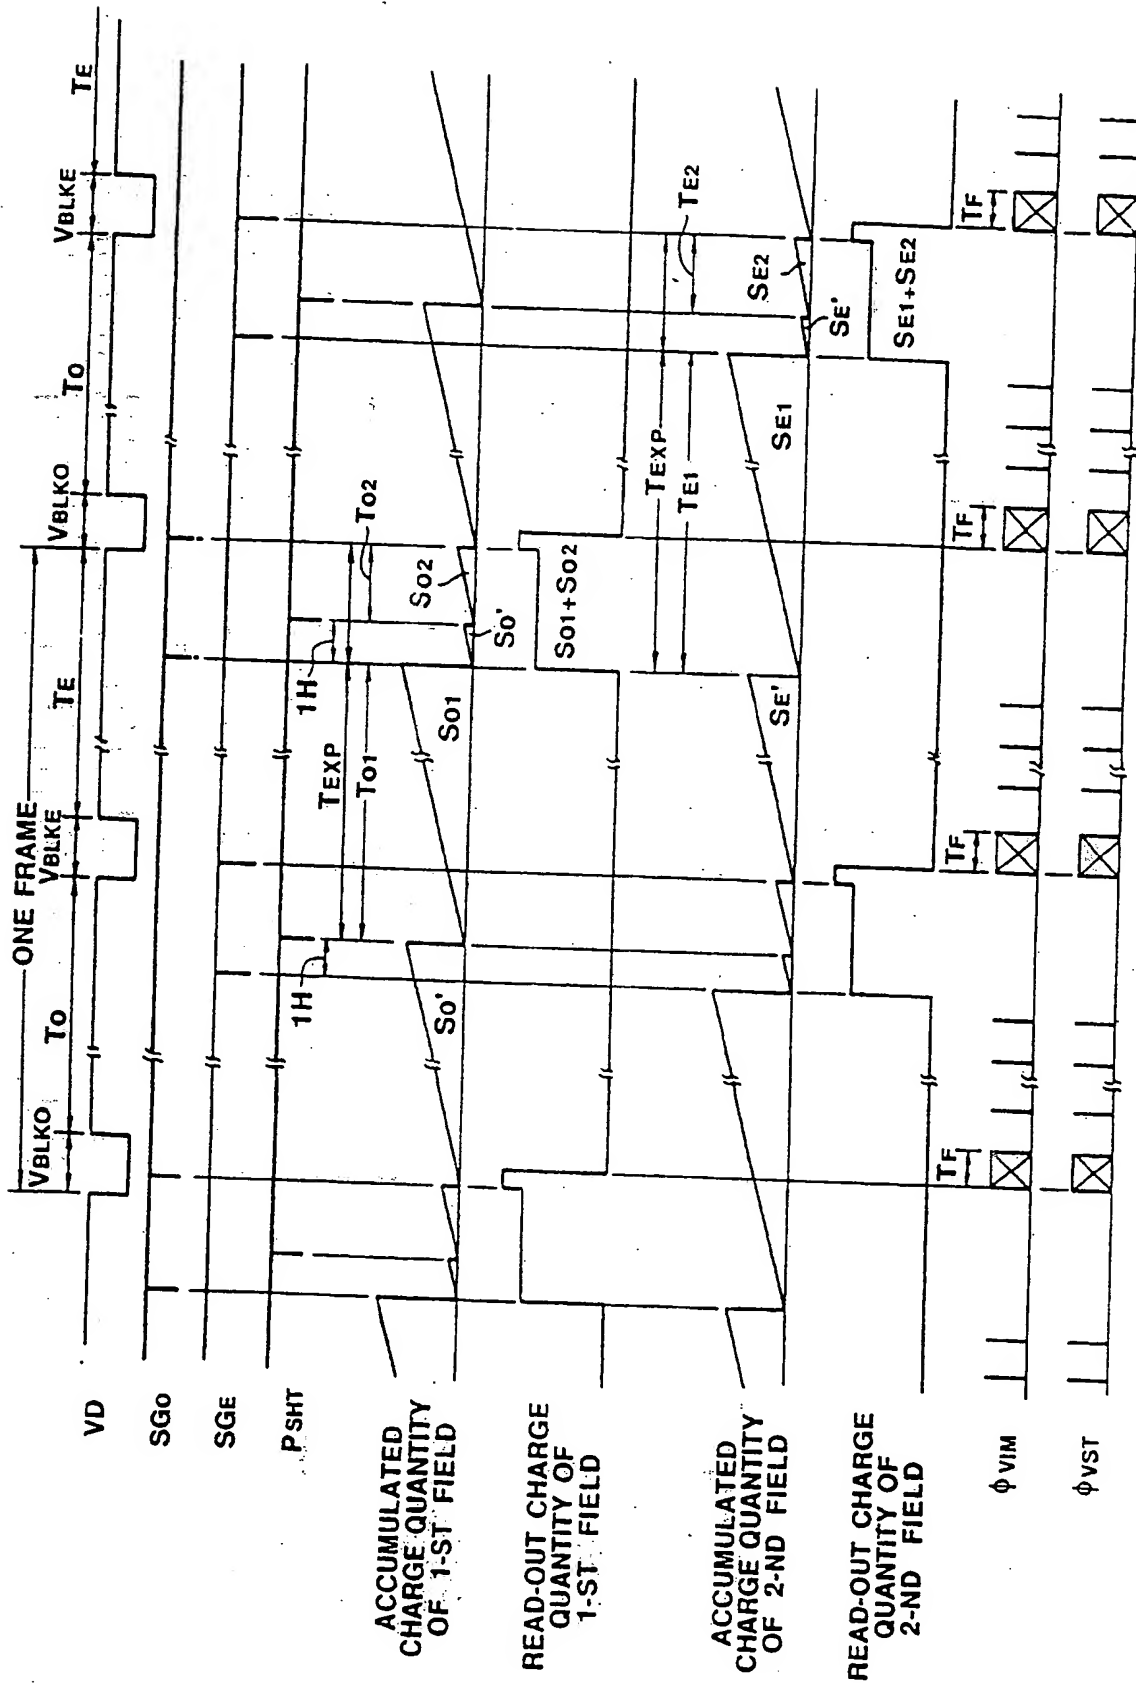 ONE FRAME
VBLKO
TO
VBLKE
TE
VBLKO
TO
VBLKE
TE
VD
SGO
SGE
PSHT
1H
TEXP
TO1
1H
TO2
ACCUMULATED
CHARGE QUANTITY
OF 1-ST FIELD
SO'
SO1
SO'
SO2
READ-OUT CHARGE
QUANTITY OF
1-ST FIELD
SO1+SO2
TEXP
TE1
TE2
ACCUMULATED
CHARGE QUANTITY
OF 2-ND FIELD
SE'
SE1
SE'
SE2
READ-OUT CHARGE
QUANTITY OF
2-ND FIELD
SE1+SE2
TF
TF
TF
TF
φVIM
φVST